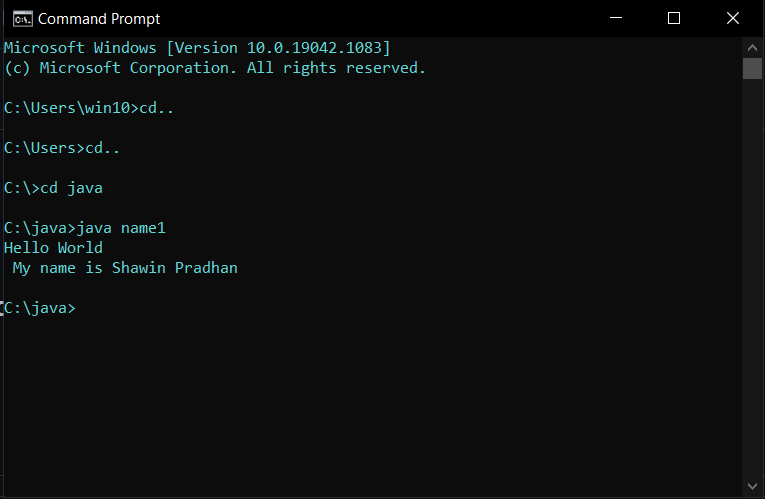 Command Prompt
Microsoft Windows [Version 10.0.19042.1083]
(c) Microsoft Corporation. All rights reserved.
C:\Users\win10>cd..
C:\Users>cd..
C:\>cd java
C:\java>java name1
Hello World
 My name is Shawin Pradhan
C:\java>